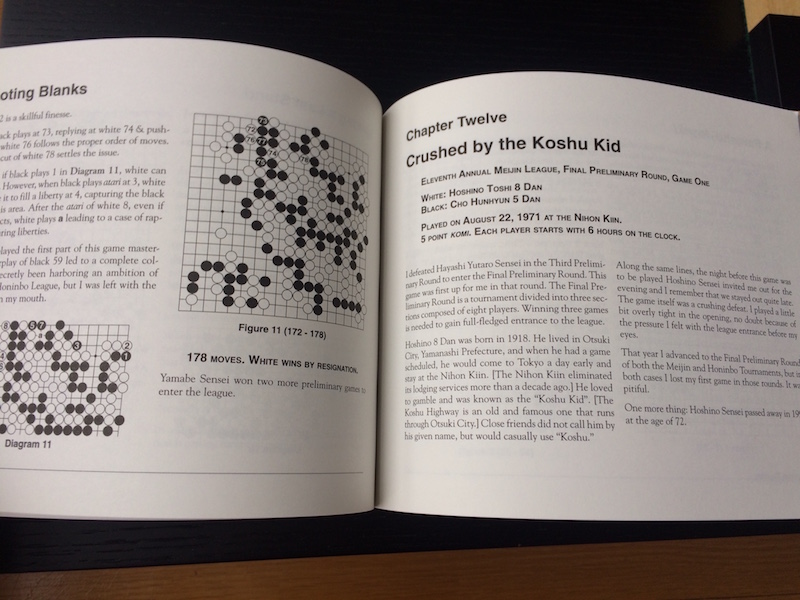 oting Blanks
2 is a skillful finesse.
ack plays at 73, replying at white 74 & push-
white 76 follows the proper order of moves.
cut of white 78 settles the issue.
if black plays 1 in Diagram 11, white can
However, when black plays atari at 3, white
it to fill a liberty at 4, capturing the black
is area. After the atari of white 8, even if
cts, white plays a leading to a case of rap-
ring liberties.
layed the first part of this game master-
play of black 59 led to a complete col-
ecretly been harboring an ambition of
oninbo League, but I was left with the
n my mouth.
Diagram 11
Figure 11 (172 - 178)
178 MOVES. WHITE WINS BY RESIGNATION.
Yamabe Sensei won two more preliminary games to
enter the league.
Chapter Twelve
Crushed by the Koshu Kid
ELEVENTH ANNUAL MEIJIN LEAGUE, FINAL PRELIMINARY ROUND, GAME ONE
WHITE: HOSHINO TOSHI 8 DAN
BLACK: CHO HUNHYUN 5 DAN
PLAYED ON AUGUST 22, 1971 AT THE NIHON KIIN.
5 POINT KOMI. EACH PLAYER STARTS WITH 6 HOURS ON THE CLOCK.
I defeated Hayashi Yutaro Sensei in the Third Prelimi-
nary Round to enter the Final Preliminary Round. This
game was first up for me in that round. The Final Pre-
liminary Round is a tournament divided into three sec-
tions composed of eight players. Winning three games
is needed to gain full-fledged entrance to the league.
Hoshino 8 Dan was born in 1918. He lived in Otsuki
City, Yamanashi Prefecture, and when he had a game
scheduled, he would come to Tokyo a day early and
stay at the Nihon Kiin. [The Nihon Kiin eliminated
its lodging services more than a decade ago.] He loved
to gamble and was known as the "Koshu Kid". [The
Koshu Highway is an old and famous one that runs
through Otsuki City.] Close friends did not call him by
his given name, but would casually use "Koshu."
Along the same lines, the night before this game was
to be played Hoshino Sensei invited me out for the
evening and I remember that we stayed out quite late.
The game itself was a crushing defeat. I played a little
bit overly tight in the opening, no doubt because of
the pressure I felt with the league entrance before my
eyes.
That year I advanced to the Final Preliminary Round
of both the Meijin and Honinbo Tournaments, but in
both cases I lost my first game in those rounds. It was
pitiful.
One more thing: Hoshino Sensei passed away in 19
at the age of 72.